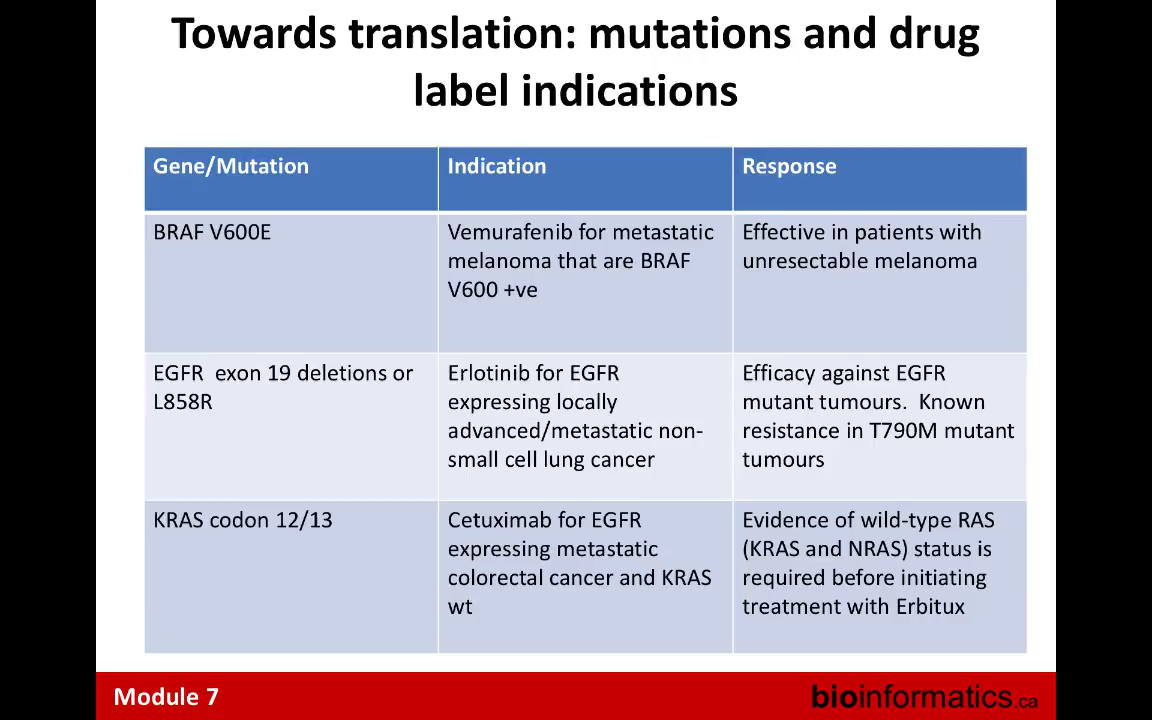 Towards translation: mutations and drug
label indications
Gene/Mutation
Indication
Response
BRAF V600E
Vemurafenib for metastatic
melanoma that are BRAF
V600 +ve
Effective in patients with
unresectable melanoma
EGFR  exon 19 deletions or
L858R
Erlotinib for EGFR
expressing locally
advanced/metastatic non-
small cell lung cancer
Efficacy against EGFR
mutant tumours.  Known
resistance in T790M mutant
tumours
KRAS codon 12/13
Cetuximab for EGFR
expressing metastatic
colorectal cancer and KRAS
wt
Evidence of wild-type RAS
(KRAS and NRAS) status is
required before initiating
treatment with Erbitux
Module 7
bioinformatics.ca